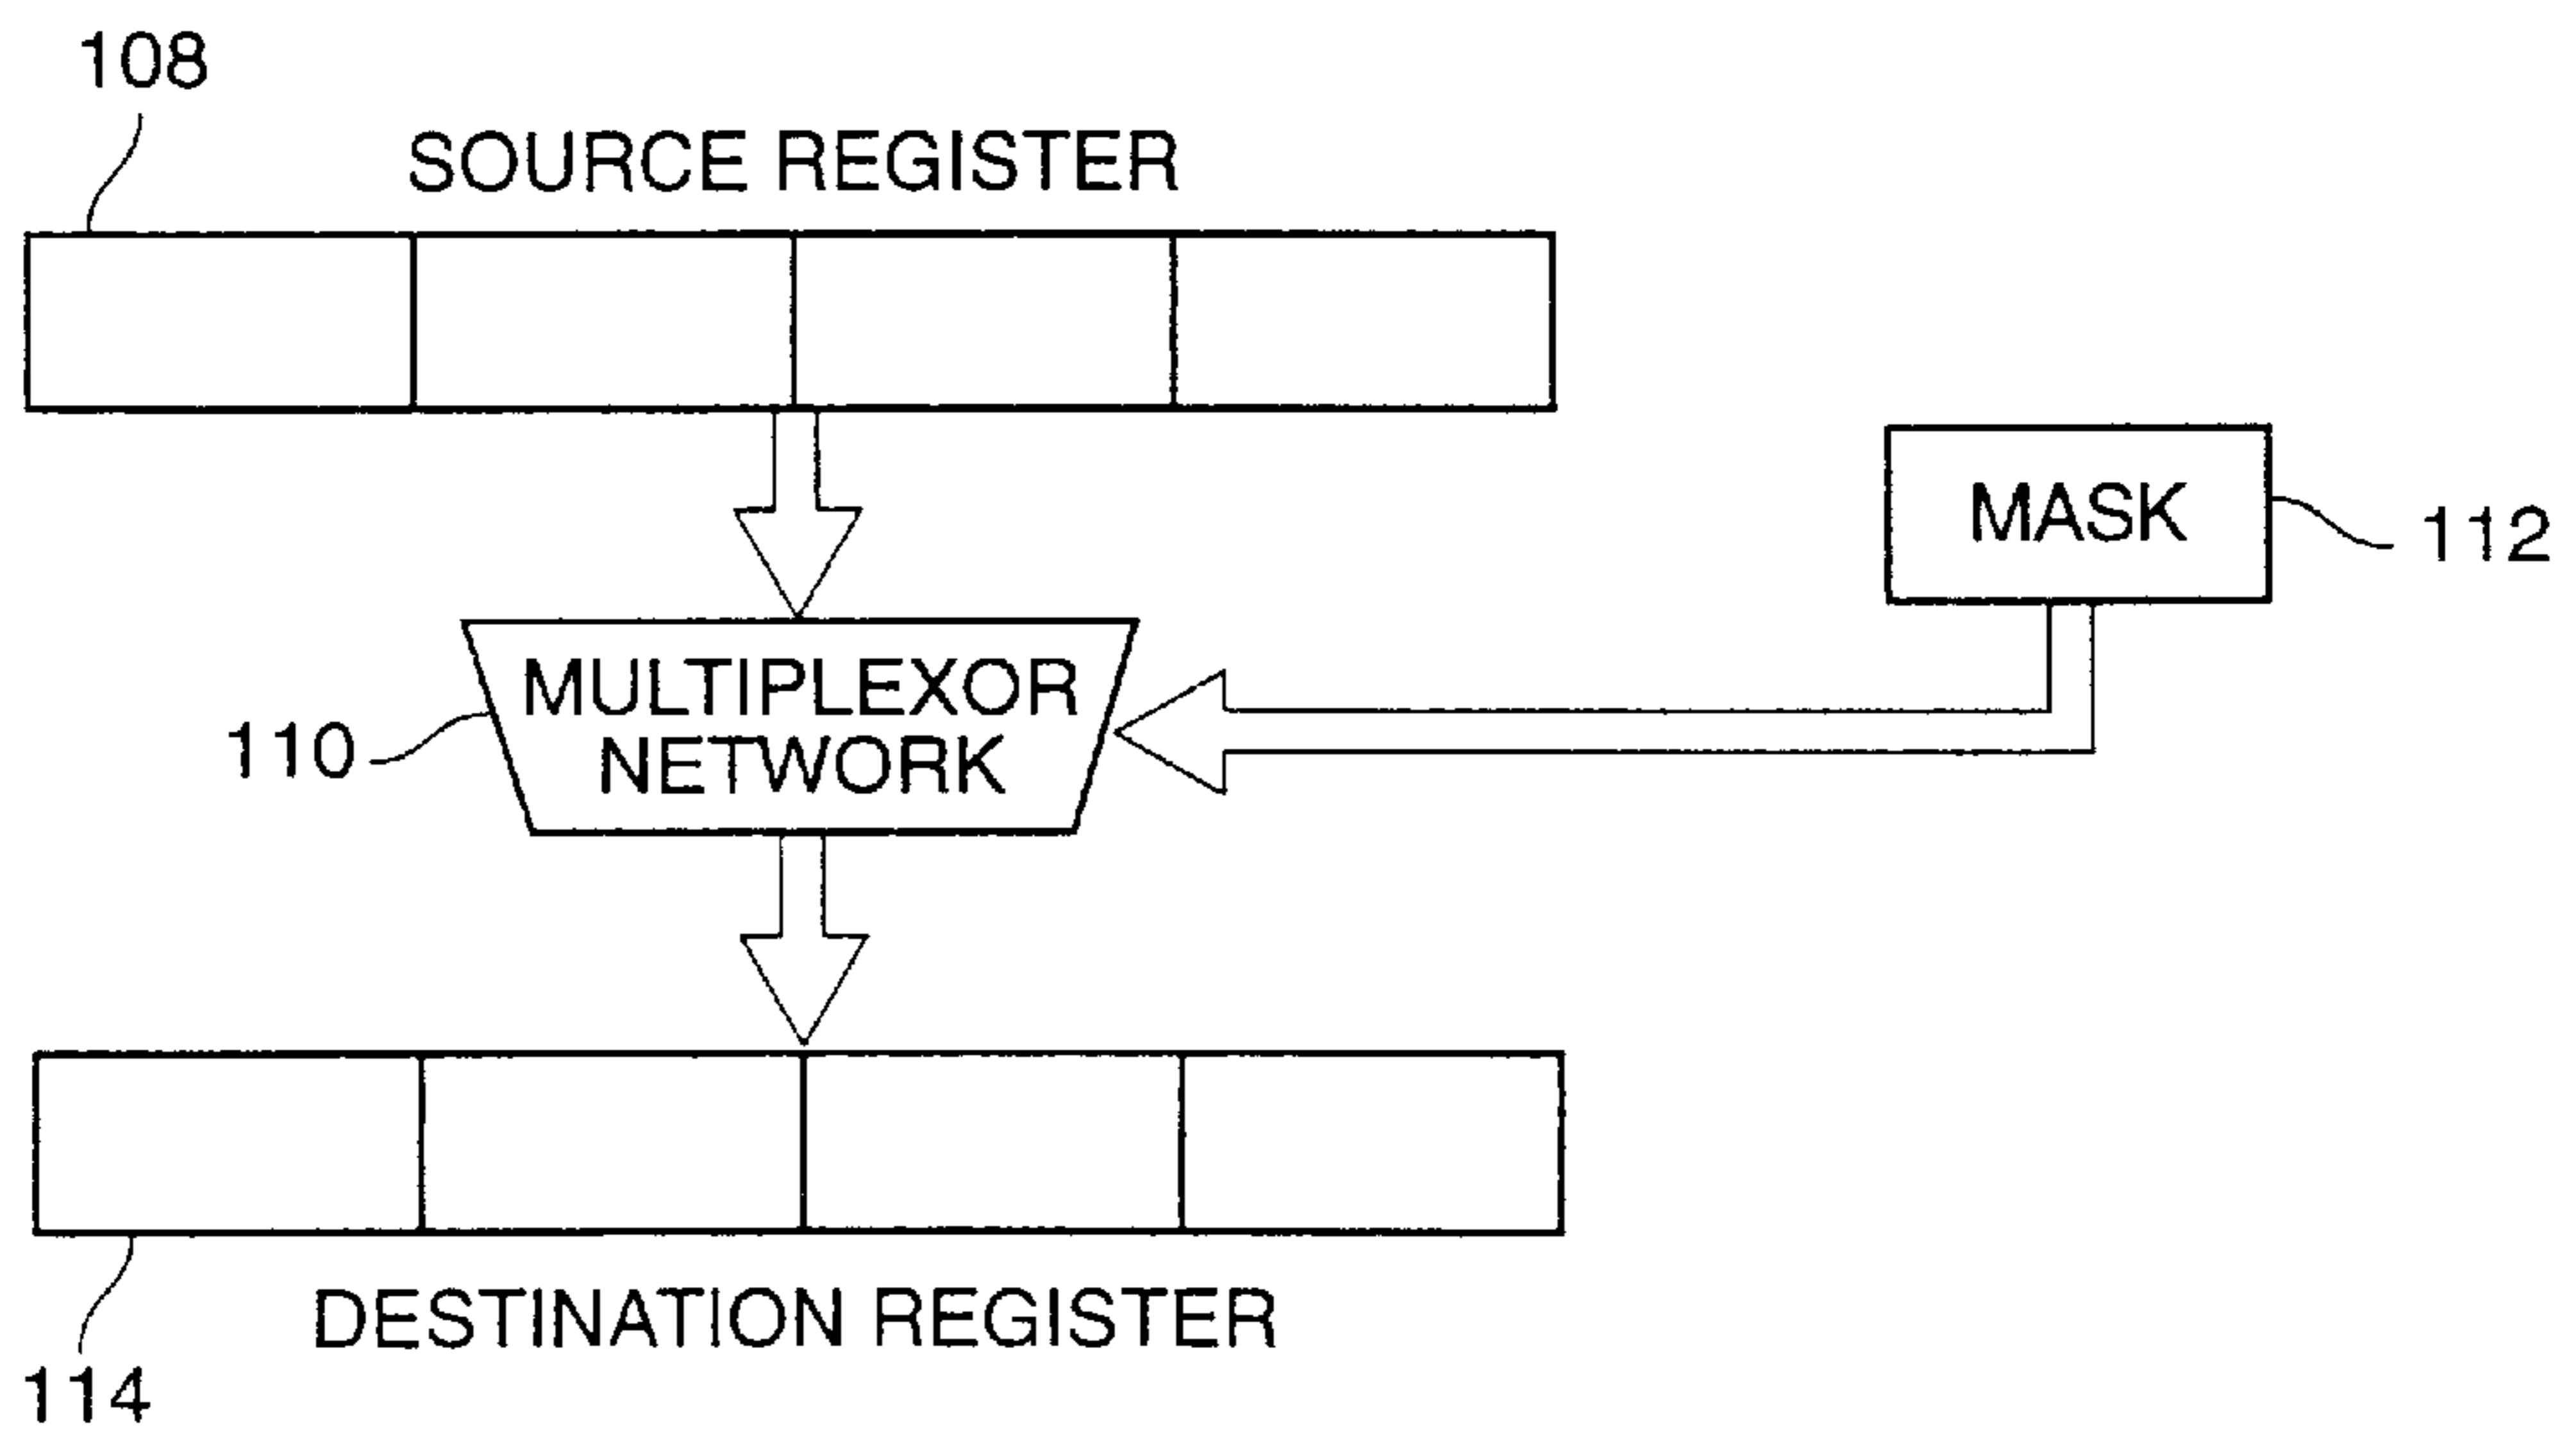 108
SOURCE REGISTER
MASK
112
MULTIPLEXOR
NETWORK
110
DESTINATION REGISTER
114